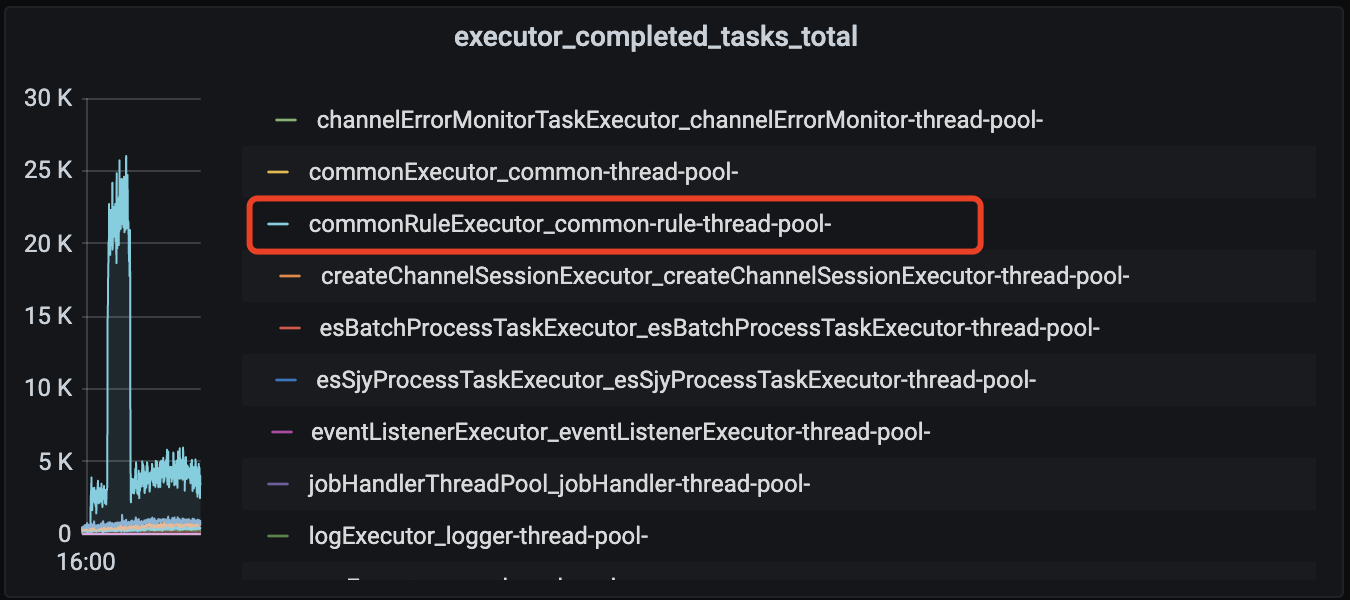 executor_completed_tasks_total
30 K
25 K
20 K
15 K
10 K
5 K
0
16:00
channelErrorMonitorTaskExecutor_channelErrorMonitor-thread-pool-
commonExecutor_common-thread-pool-
commonRuleExecutor_common-rule-thread-pool-
createChannelSessionExecutor_createChannelSessionExecutor-thread-pool-
esBatchProcessTaskExecutor_esBatchProcessTaskExecutor-thread-pool-
esSjyProcessTaskExecutor_esSjyProcessTaskExecutor-thread-pool-
eventListenerExecutor_eventListenerExecutor-thread-pool-
jobHandlerThreadPool_jobHandler-thread-pool-
logExecutor_logger-thread-pool-